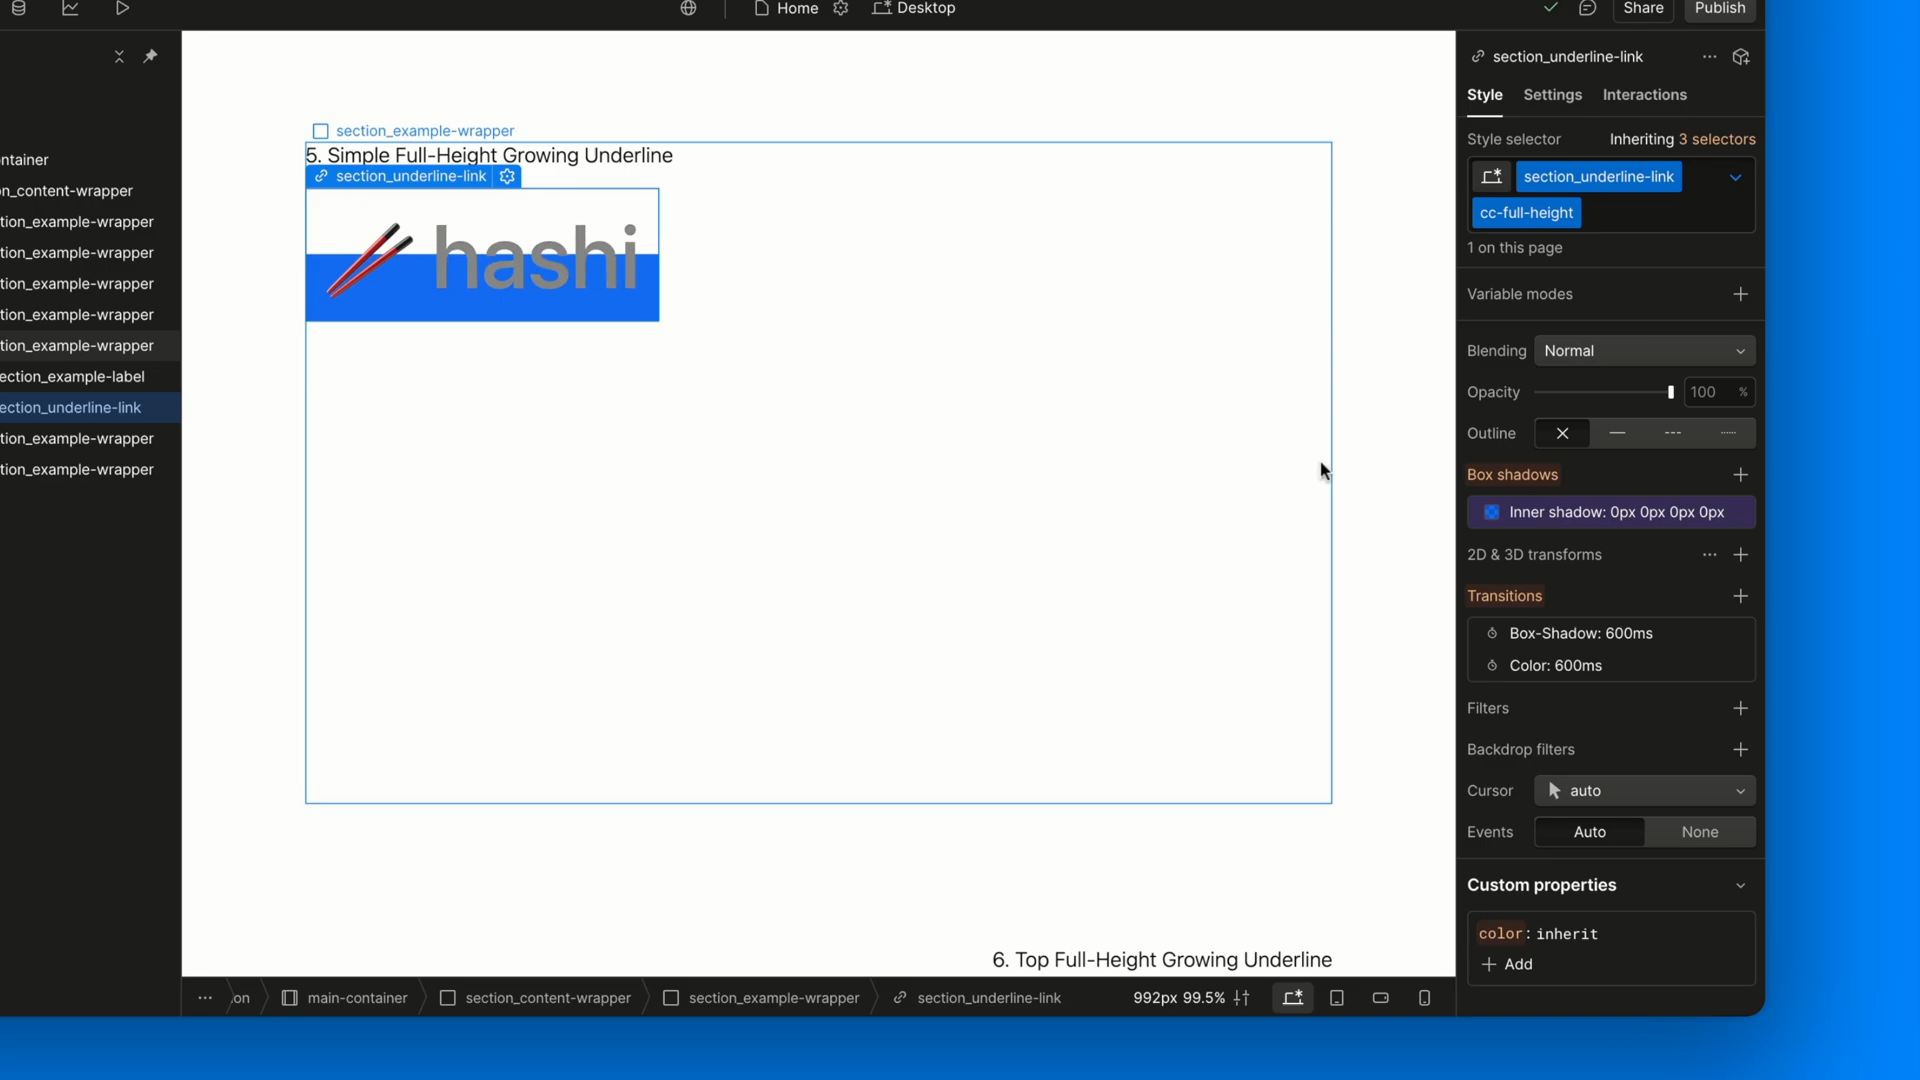 Home
Desktop
Share
Publish
ntainer
n_content-wrapper
tion_example-wrapper
tion_example-wrapper
tion_example-wrapper
tion_example-wrapper
tion_example-wrapper
ection_example-label
ection_underline-link
tion_example-wrapper
tion_example-wrapper
section_example-wrapper
5. Simple Full-Height Growing Underline
section_underline-link
hashi
6. Top Full-Height Growing Underline
section_underline-link
Style Settings Interactions
Style selector Inheriting 3 selectors
section_underline-link
cc-full-height
1 on this page
Variable modes
Blending Normal
Opacity 100 %
Outline
Box shadows
Inner shadow: 0px 0px 0px 0px
2D & 3D transforms
Transitions
Box-Shadow: 600ms
Color: 600ms
Filters
Backdrop filters
Cursor auto
Events Auto None
Custom properties
color: inherit
Add
... on main-container section_content-wrapper section_example-wrapper section_underline-link 992px 99.5%